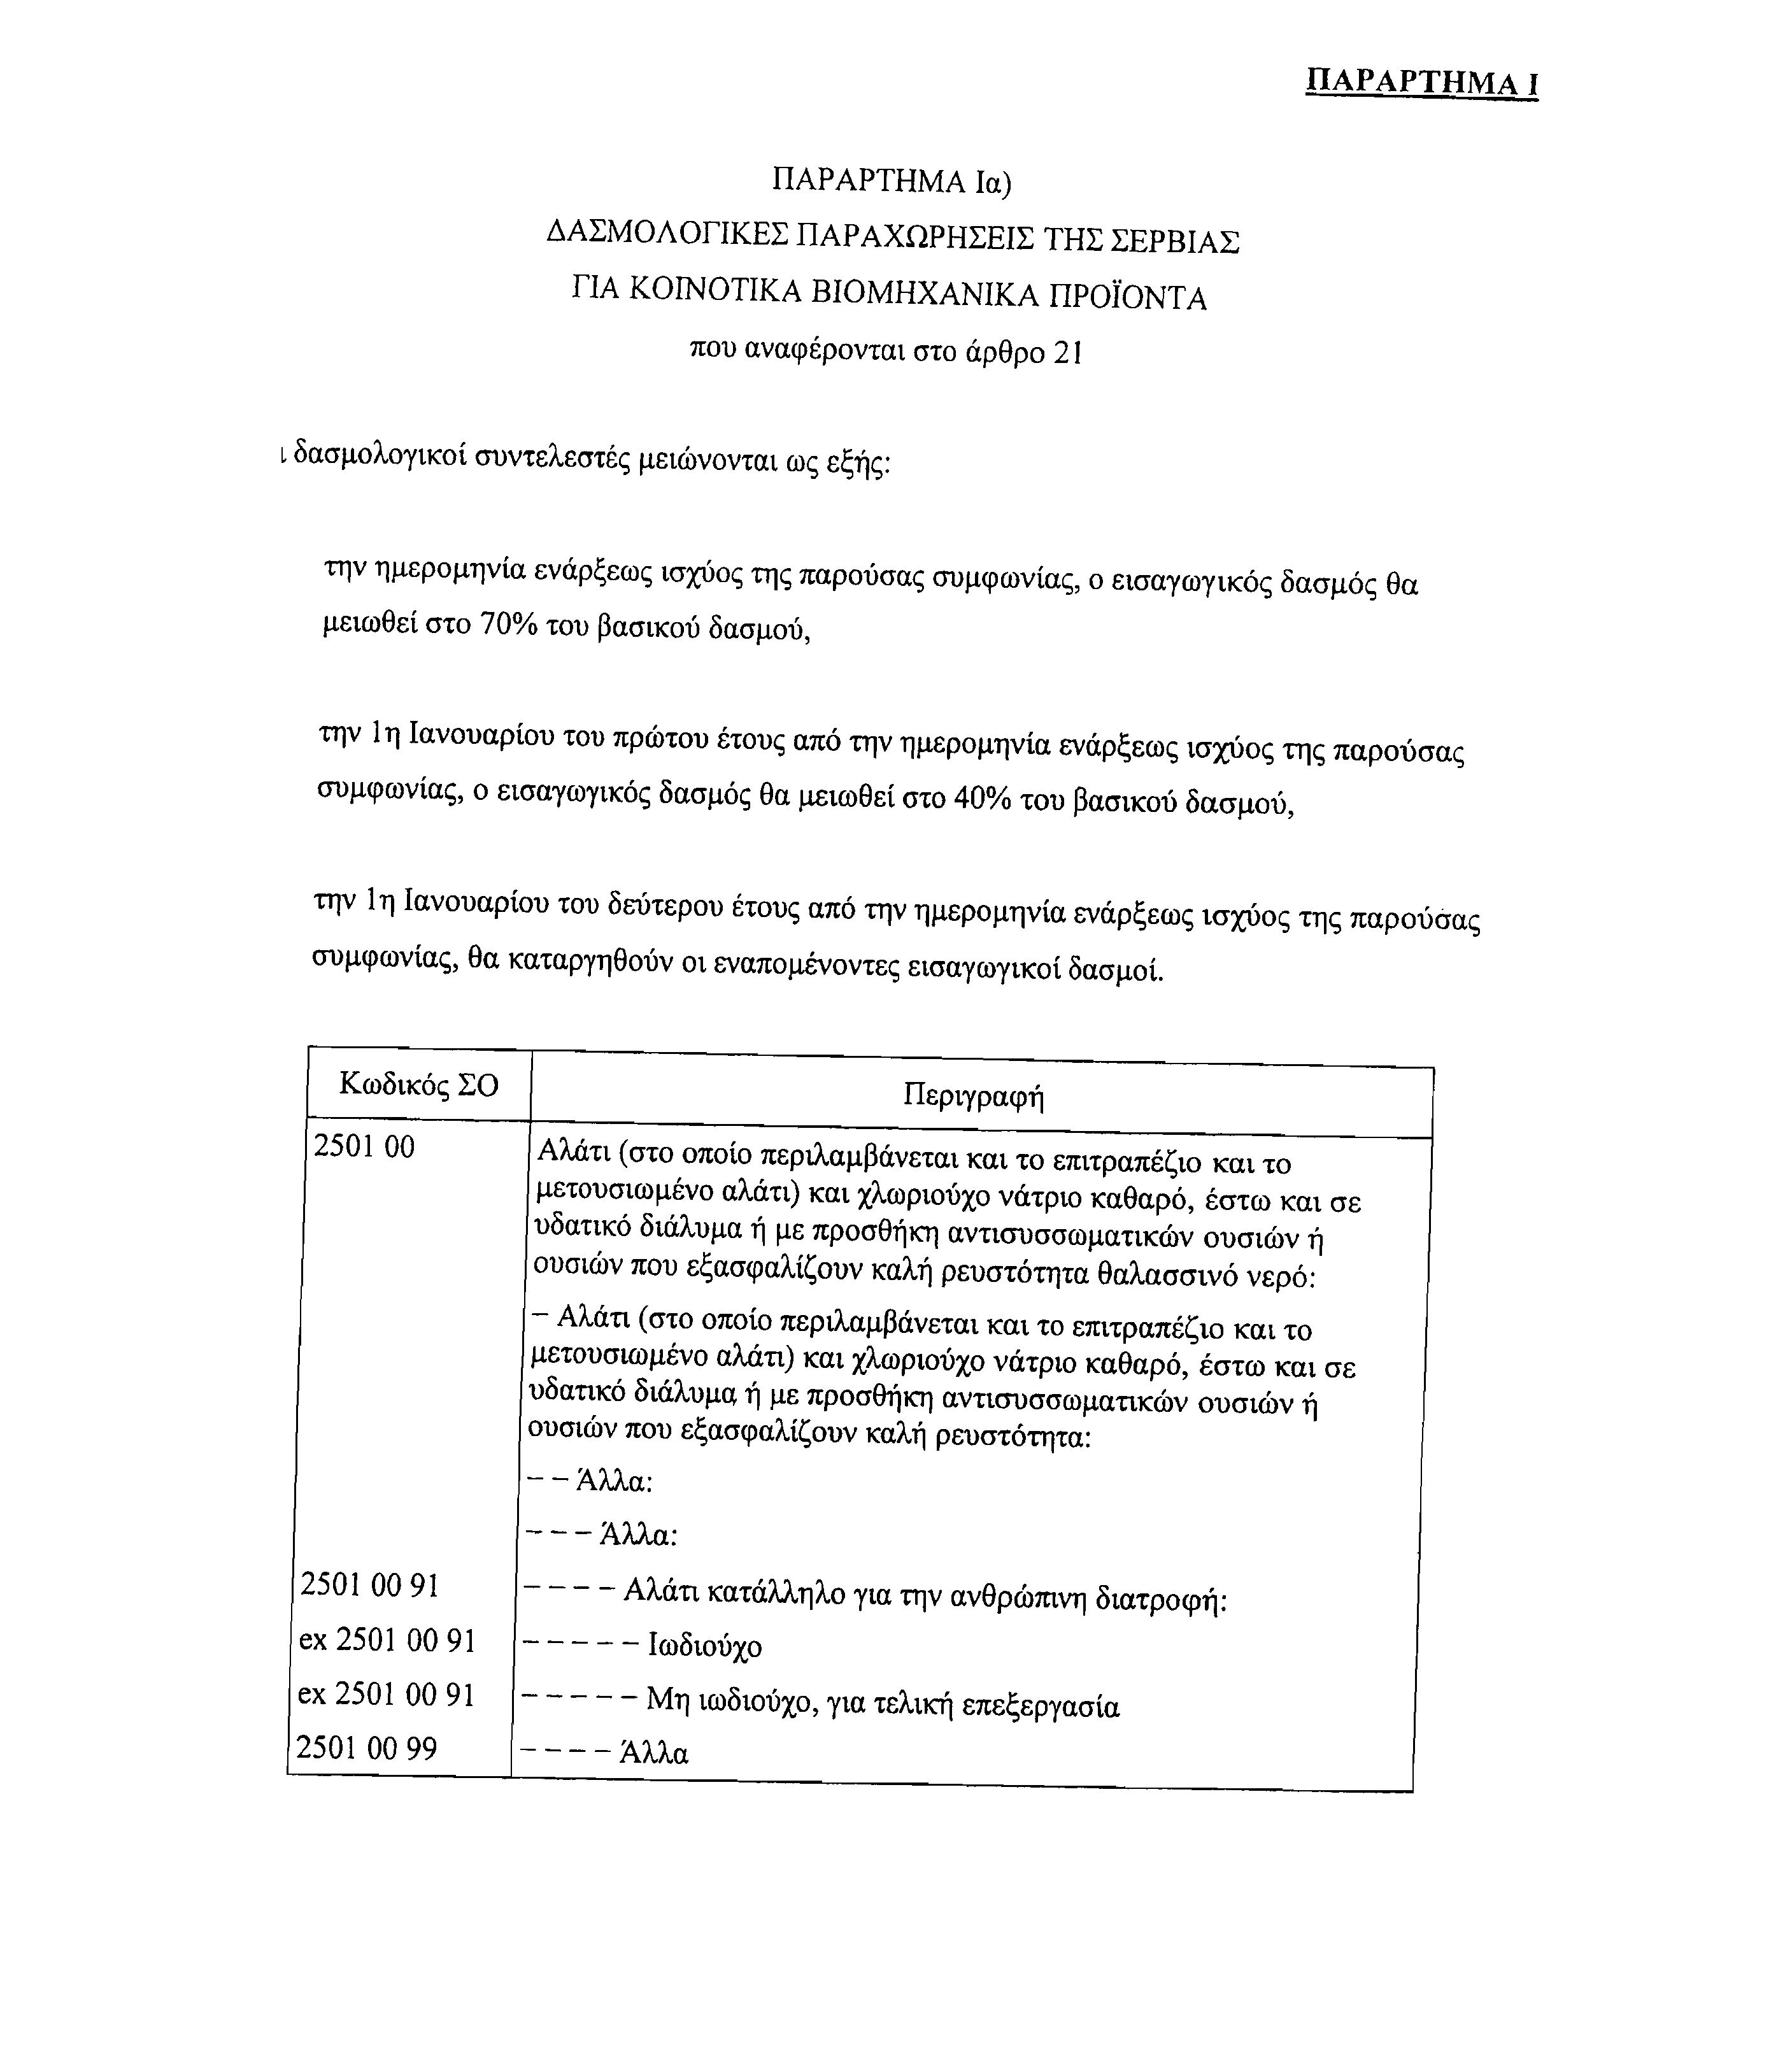 ΠΑΡΑΡΤΗΜΑ Ι
ΠΑΡΑΡΤΗΜΑ Ια)
ΔΑΣΜΟΛΟΓΙΚΕΣ ΠΑΡΑΧΩΡΗΣΕΙΣ ΤΗΣ ΣΕΡΒΙΑΣ
ΓΙΑ ΚΟΙΝΟΤΙΚΑ ΒΙΟΜΗΧΑΝΙΚΑ ΠΡΟΪΟΝΤΑ
που αναφέρονται στο άρθρο 21
ι δασμολογικοί συντελεστές μειώνονται ως εξής:
την ημερομηνία ενάρξεως ισχύος της παρούσας συμφωνίας, ο εισαγωγικός δασμός θα
μειωθεί στο 70% του βασικού δασμού,
την 1η Ιανουαρίου του πρώτου έτους από την ημερομηνία ενάρξεως ισχύος της παρούσας
συμφωνίας, ο εισαγωγικός δασμός θα μειωθεί στο 40% του βασικού δασμού,
την 1η Ιανουαρίου του δεύτερου έτους από την ημερομηνία ενάρξεως ισχύος της παρούσας
συμφωνίας, θα καταργηθούν οι εναπομένοντες εισαγωγικοί δασμοί.
Κωδικός ΣΟ Περιγραφή
2501 00 Αλάτι (στο οποίο περιλαμβάνεται και το επιτραπέζιο και το
μετουσιωμένο αλάτι) και χλωριούχο νάτριο καθαρό, έστω και σε
υδατικό διάλυμα ή με προσθήκη αντισυσσωματικών ουσιών ή
ουσιών που εξασφαλίζουν καλή ρευστότητα θαλασσινό νερό:
– Αλάτι (στο οποίο περιλαμβάνεται και το επιτραπέζιο και το
μετουσιωμένο αλάτι) και χλωριούχο νάτριο καθαρό, έστω και σε
υδατικό διάλυμα ή με προσθήκη αντισυσσωματικών ουσιών ή
ουσιών που εξασφαλίζουν καλή ρευστότητα:
– – Άλλα:
– – – Άλλα:
2501 00 91 – – – – Αλάτι κατάλληλο για την ανθρώπινη διατροφή:
ex 2501 00 91 – – – – – Ιωδιούχο
ex 2501 00 91 – – – – – Μη ιωδιούχο, για τελική επεξεργασία
2501 00 99 – – – – Άλλα